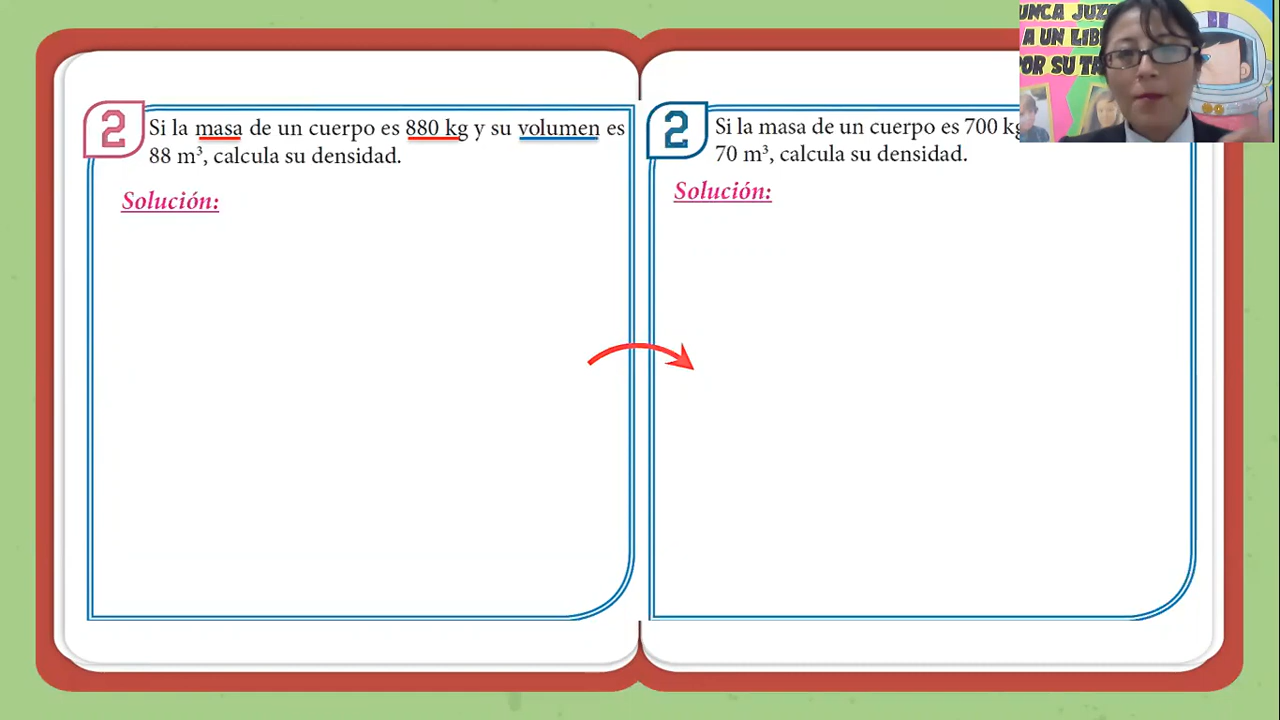 2
Si la masa de un cuerpo es 880 kg y su volumen es
88 m³, calcula su densidad.
Solución:
2
Si la masa de un cuerpo es 700 kg
70 m³, calcula su densidad.
Solución:
UNCA
A UN
POR SU